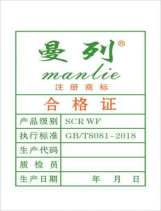 曼列®
manlie
注册商标
合格证
产品级别 SCR WF
执行标准 GB/T5081-2018
生产代码
质检员
生产日期 年 月 日